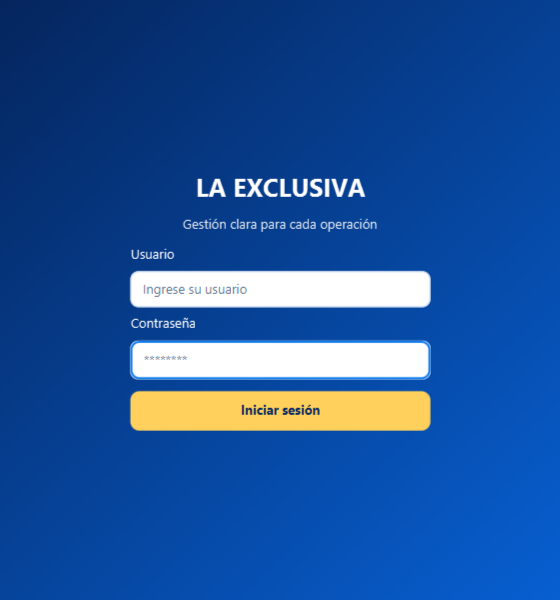 LA EXCLUSIVA
Gestión clara para cada operación
Usuario
Ingrese su usuario
Contraseña
********
Iniciar sesión